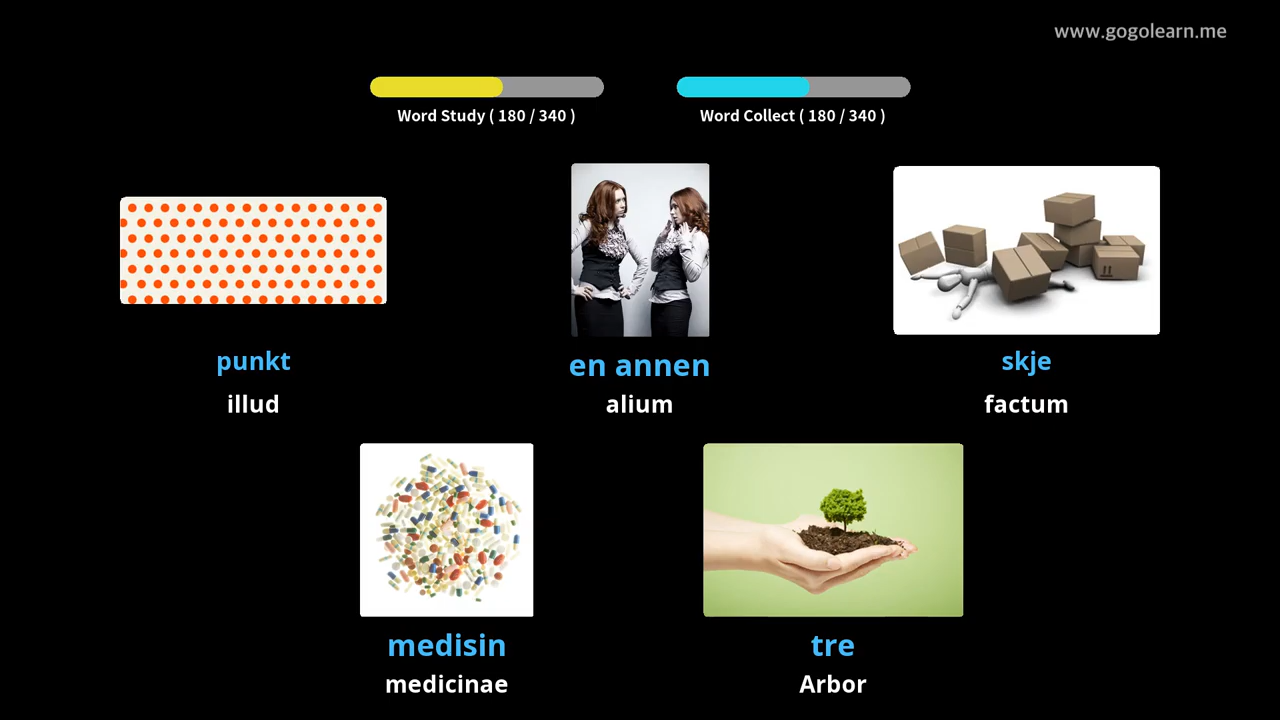 www.gogolearn.me
Word Study ( 180 / 340 )
Word Collect ( 180 / 340 )
punkt
illud
en annen
alium
skje
factum
medisin
medicinae
tre
Arbor